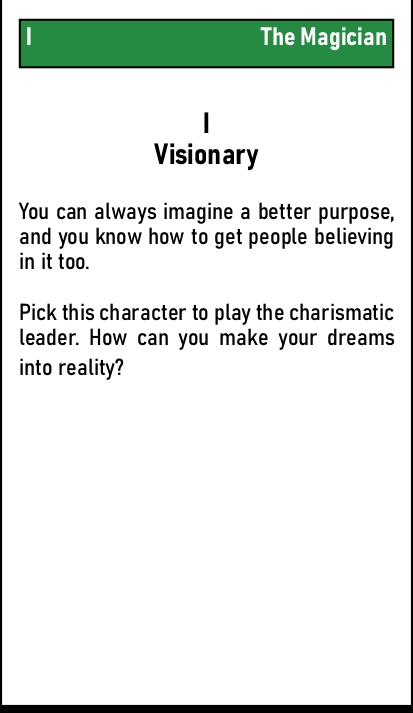 I The Magician
I
Visionary
You can always imagine a better purpose,
and you know how to get people believing
in it too.
Pick this character to play the charismatic
leader. How can you make your dreams
into reality?